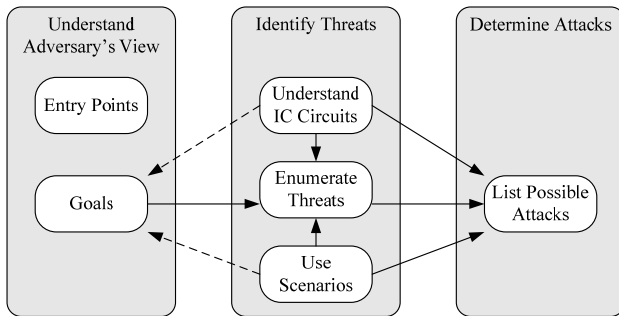 Understand
Adversary's View
Entry Points
Goals
Identify Threats
Understand
IC Circuits
Enumerate
Threats
Use
Scenarios
Determine Attacks
List Possible
Attacks